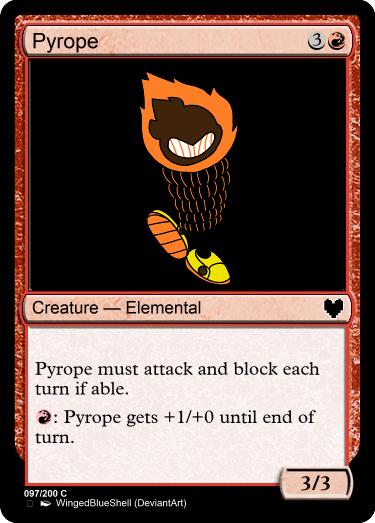 Pyrope 3
Creature — Elemental
Pyrope must attack and block each
turn if able.
: Pyrope gets +1/+0 until end of
turn.
3/3
097/200 C
WingedBlueShell (DeviantArt)